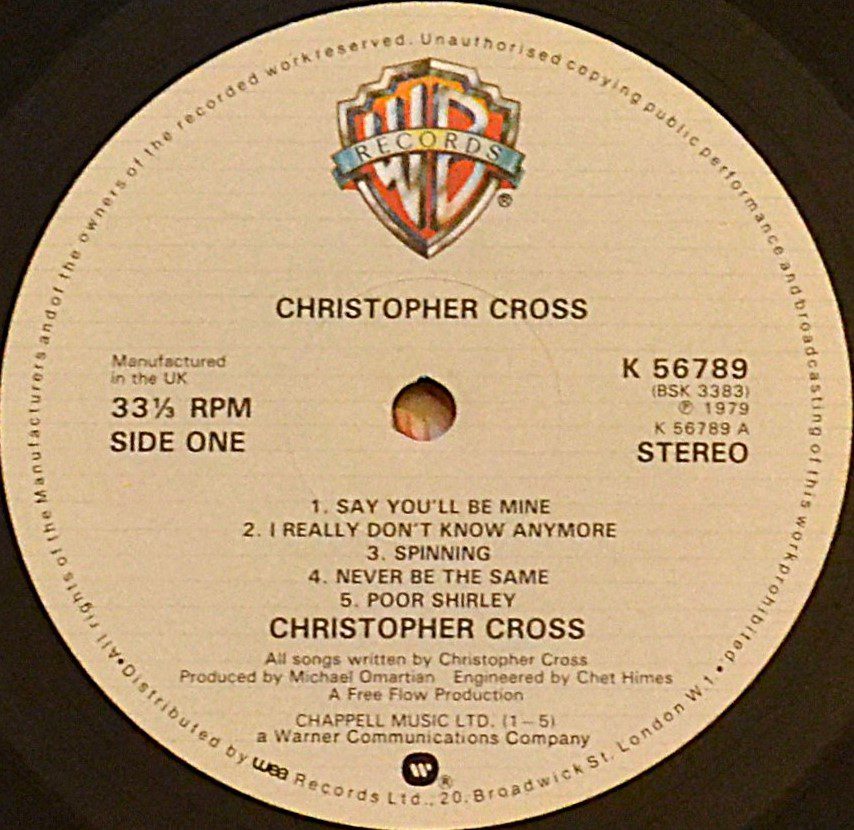 All rights of the Manufacturers and of the owners of the recorded work reserved. Unauthorised copying public performance and broadcasting of this work prohibited.
WB
RECORDS
®
CHRISTOPHER CROSS
Manufactured
in the UK
33⅓ RPM
SIDE ONE
K 56789
(BSK 3383)
℗ 1979
K 56789 A
STEREO
1. SAY YOU'LL BE MINE
2. I REALLY DON'T KNOW ANYMORE
3. SPINNING
4. NEVER BE THE SAME
5. POOR SHIRLEY
CHRISTOPHER CROSS
All songs written by Christopher Cross
Produced by Michael Omartian Engineered by Chet Himes
A Free Flow Production
CHAPPELL MUSIC LTD. (1–5)
a Warner Communications Company
®
•Distributed by wea Records Ltd., 20, Broadwick St. London W.1.•